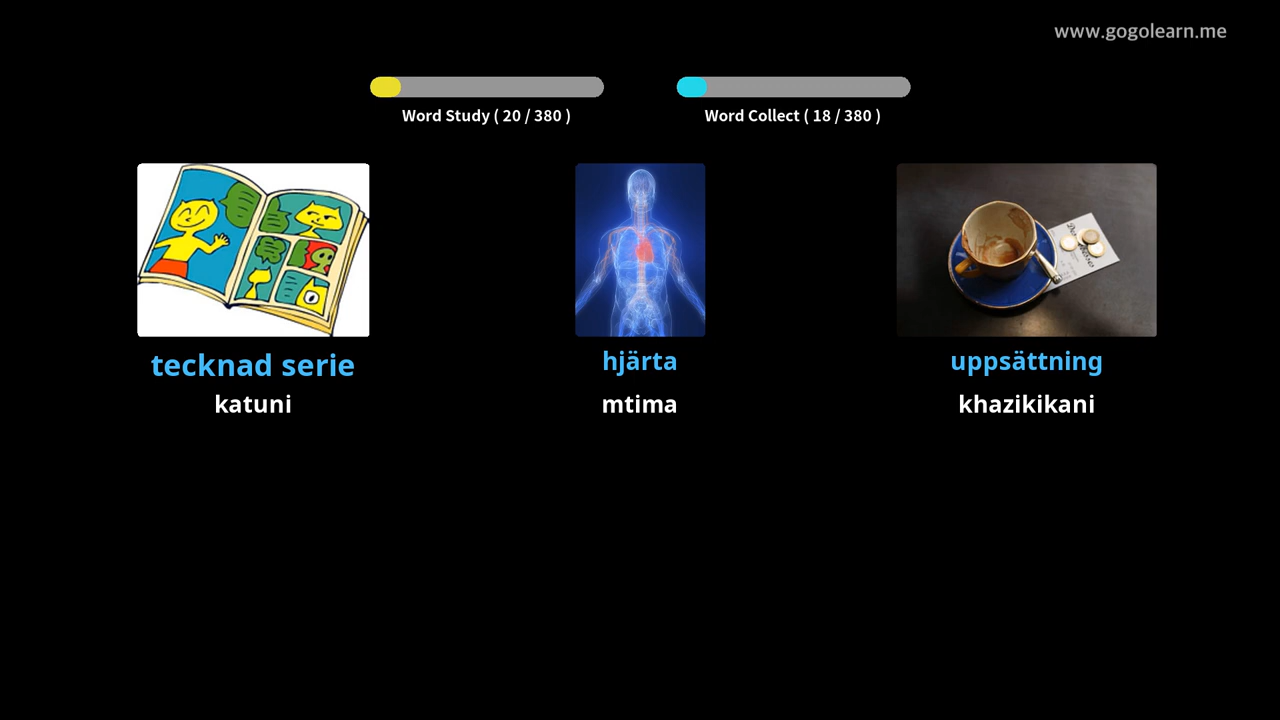 www.gogolearn.me
Word Study ( 20 / 380 )
Word Collect ( 18 / 380 )
tecknad serie
hjärta
uppsättning
katuni
mtima
khazikikani